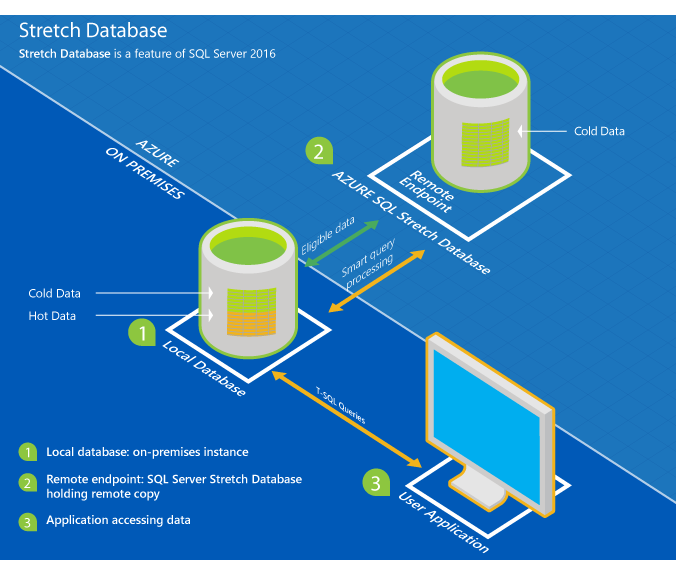 Stretch Database
Stretch Database is a feature of SQL Server 2016
AZURE
ON PREMISES
2
Cold Data
Remote
Endpoint
AZURE SQL Stretch Database
Eligible data
Smart query
processing
Cold Data
Hot Data
1
Local Database
T-SQL Queries
3
User Application
1 Local database: on-premises instance
2 Remote endpoint: SQL Server Stretch Database
holding remote copy
3 Application accessing data